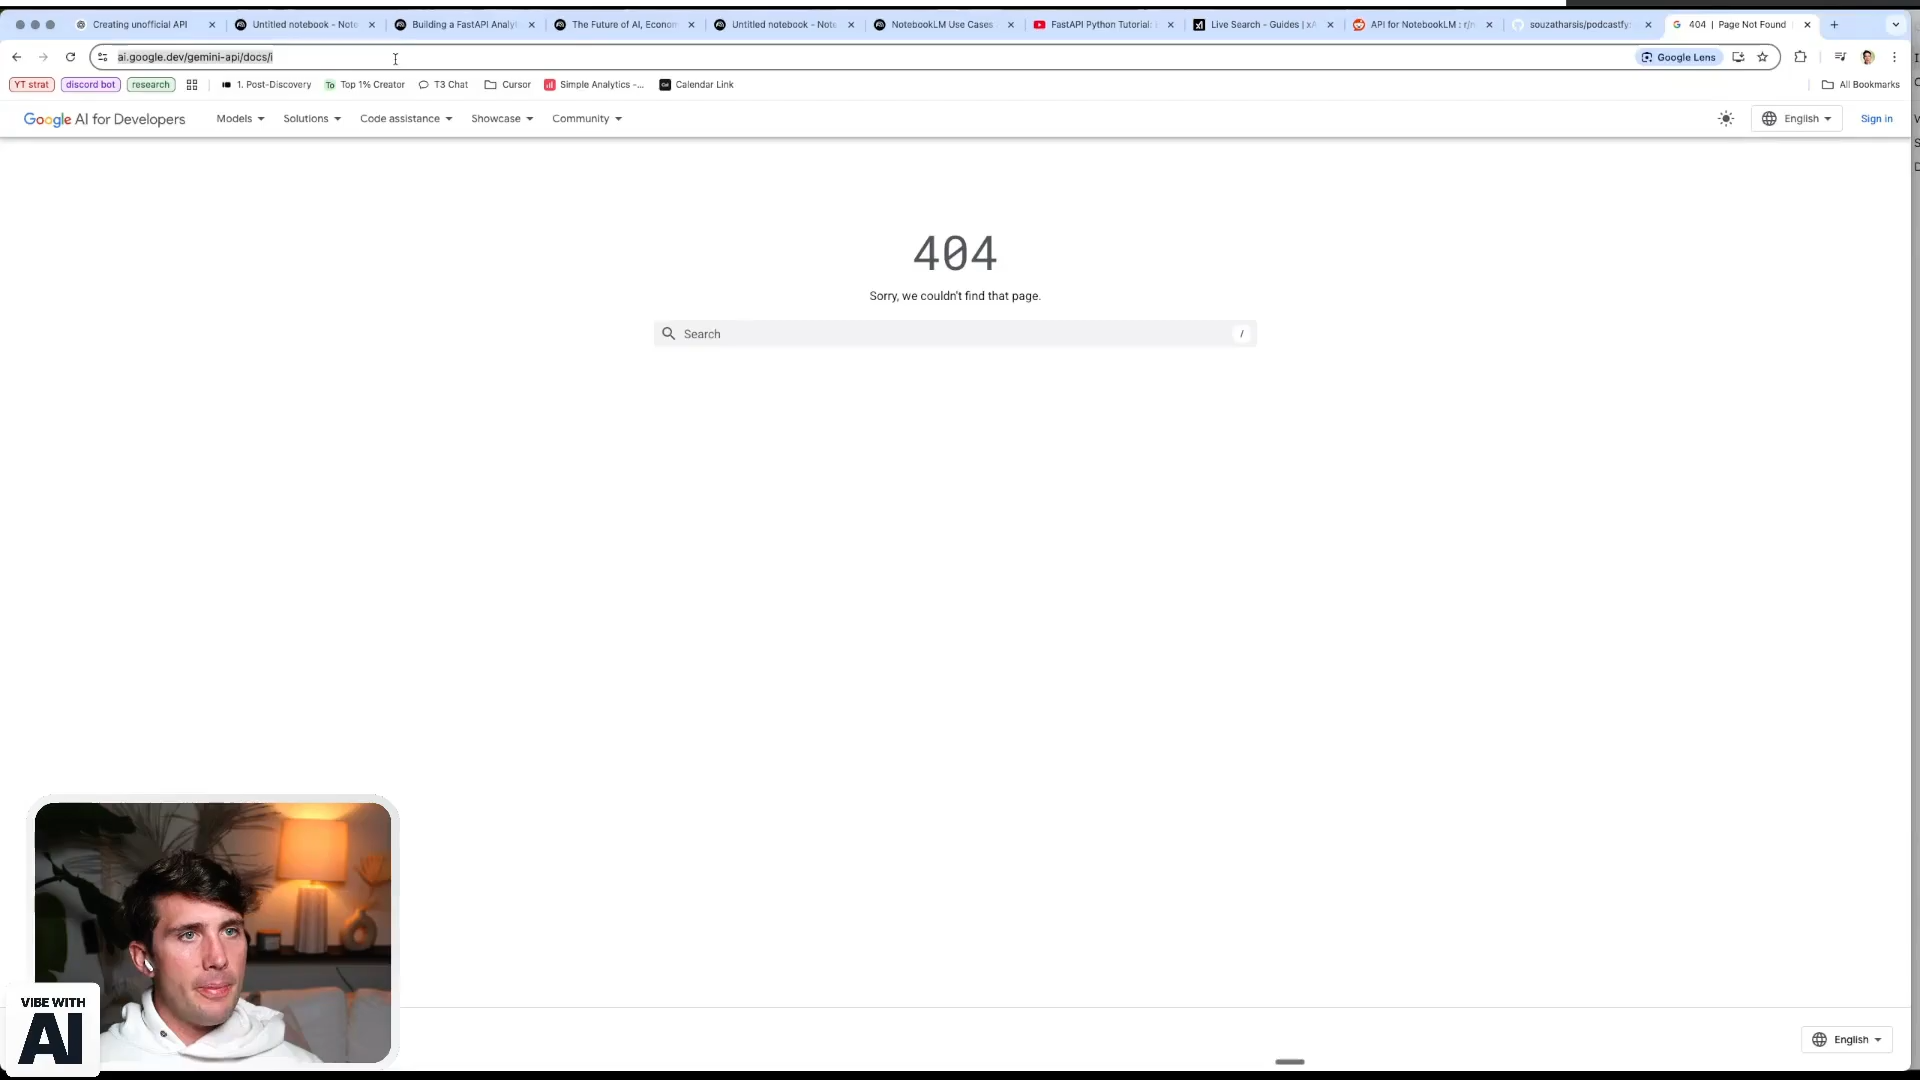 Creating unofficial API
Untitled notebook - Note
Building a FastAPI Analy
The Future of AI, Econom
Untitled notebook - Note
NotebookLM Use Cases
FastAPI Python Tutorial:
Live Search - Guides | xA
API for NotebookLM : r/n
souzatharsis/podcastfy:
404 | Page Not Found
ai.google.dev/gemini-api/docs/i
Google Lens
YT strat
discord bot
research
1. Post-Discovery
To Top 1% Creator
T3 Chat
Cursor
Simple Analytics -...
Calendar Link
All Bookmarks
Google AI for Developers
Models
Solutions
Code assistance
Showcase
Community
English
Sign in
404
Sorry, we couldn't find that page.
Search
/
VIBE WITH
AI
English